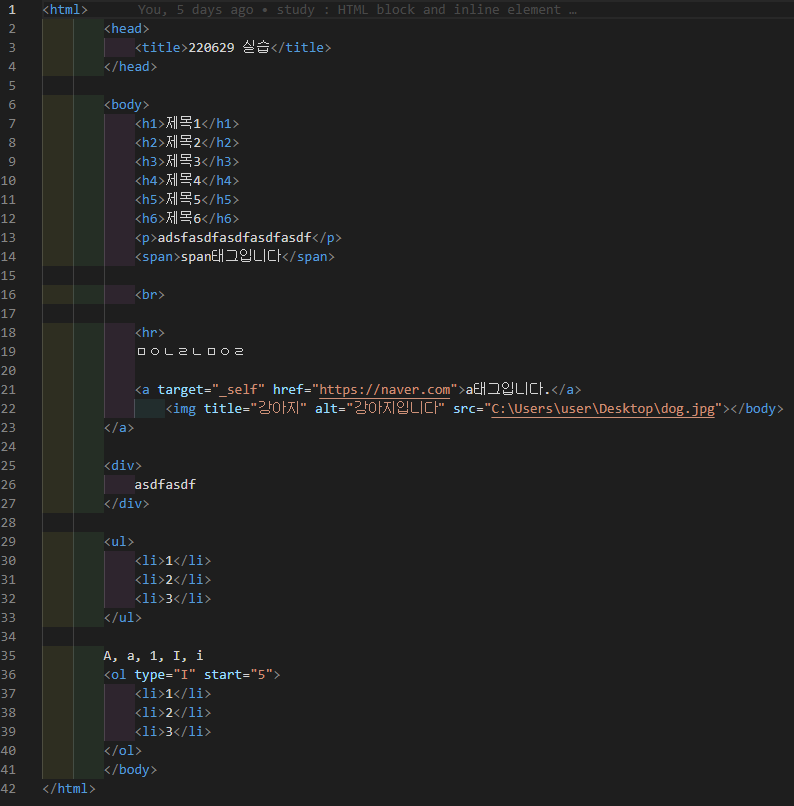 1 <html> You, 5 days ago • study : HTML block and inline element …
2 <head>
3 <title>220629 실습</title>
4 </head>
5
6 <body>
7 <h1>제목1</h1>
8 <h2>제목2</h2>
9 <h3>제목3</h3>
10 <h4>제목4</h4>
11 <h5>제목5</h5>
12 <h6>제목6</h6>
13 <p>adsfasdfasdfasdfasdf</p>
14 <span>span태그입니다</span>
15
16 <br>
17
18 <hr>
19 ㅁㅇㄴㄹㄴㅁㅇㄹ
20
21 <a target="_self" href="https://naver.com">a태그입니다.</a>
22 <img title="강아지" alt="강아지입니다" src="C:\Users\user\Desktop\dog.jpg"></body>
23 </a>
24
25 <div>
26 asdfasdf
27 </div>
28
29 <ul>
30 <li>1</li>
31 <li>2</li>
32 <li>3</li>
33 </ul>
34
35 A, a, 1, I, i
36 <ol type="I" start="5">
37 <li>1</li>
38 <li>2</li>
39 <li>3</li>
40 </ol>
41 </body>
42 </html>